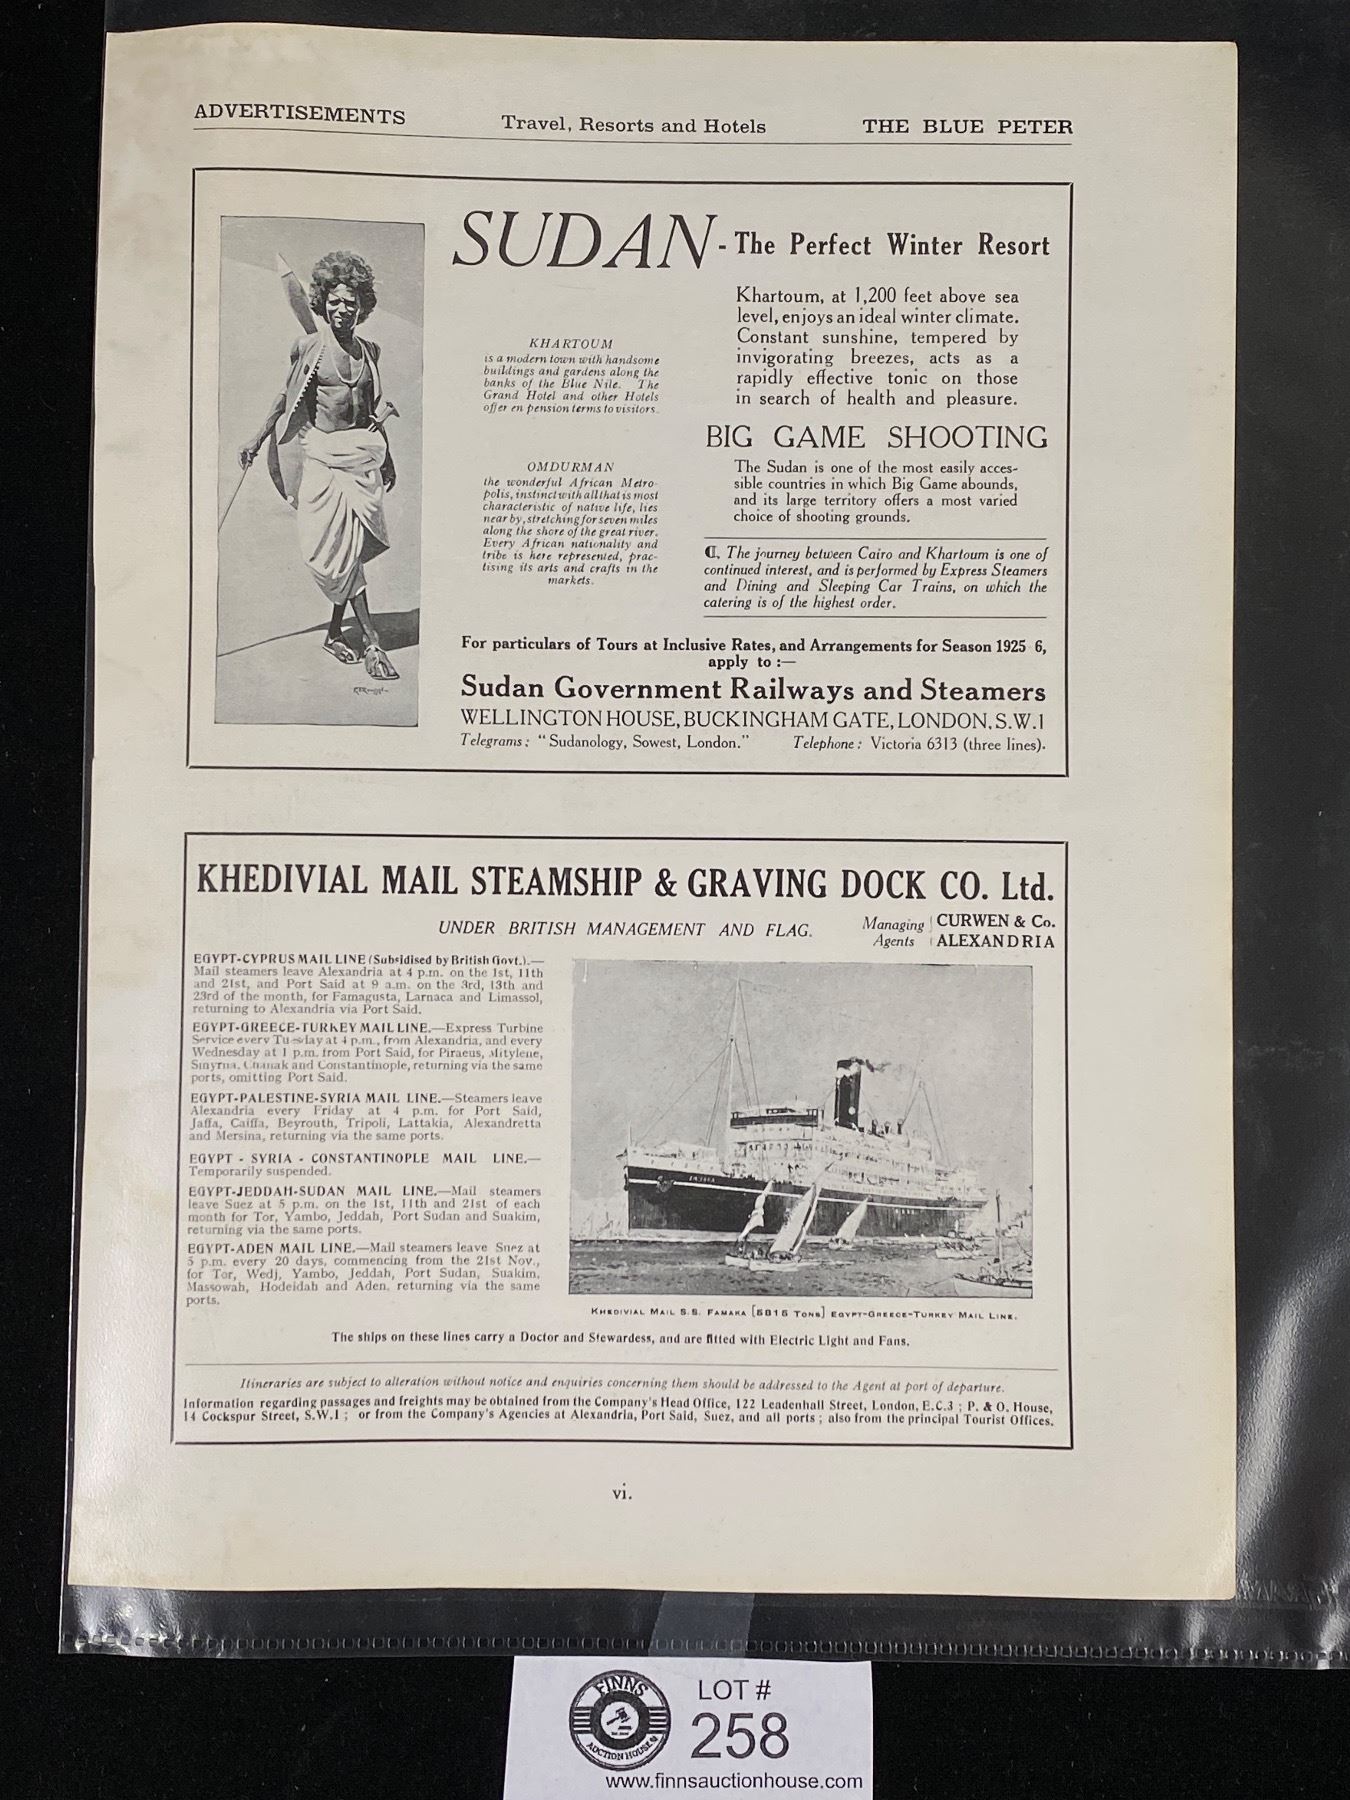 ADVERTISEMENTS Travel, Resorts and Hotels THE BLUE PETER
SUDAN - The Perfect Winter Resort
KHARTOUM
is a modern town with handsome
buildings and gardens along the
banks of the Blue Nile. The
Grand Hotel and other Hotels
offer en pension terms to visitors.
OMDURMAN
the wonderful African Metro-
polis, instinct with all that is most
characteristic of native life, lies
near by, stretching for seven miles
along the shore of the great river.
Every African nationality and
tribe is here represented, prac-
tising its arts and crafts in the
markets.
Khartoum, at 1,200 feet above sea
level, enjoys an ideal winter climate.
Constant sunshine, tempered by
invigorating breezes, acts as a
rapidly effective tonic on those
in search of health and pleasure.
BIG GAME SHOOTING
The Sudan is one of the most easily acces-
sible countries in which Big Game abounds,
and its large territory offers a most varied
choice of shooting grounds.
The journey between Cairo and Khartoum is one of
continued interest, and is performed by Express Steamers
and Dining and Sleeping Car Trains, on which the
catering is of the highest order.
For particulars of Tours at Inclusive Rates, and Arrangements for Season 1925 6,
apply to :—
Sudan Government Railways and Steamers
WELLINGTON HOUSE, BUCKINGHAM GATE, LONDON, S.W.1
Telegrams: "Sudanology, Sowest, London." Telephone: Victoria 6313 (three lines).
KHEDIVIAL MAIL STEAMSHIP & GRAVING DOCK CO. Ltd.
UNDER BRITISH MANAGEMENT AND FLAG.
Managing Agents CURWEN & Co.
ALEXANDRIA
EGYPT-CYPRUS MAIL LINE (Subsidised by British Govt.).—
Mail steamers leave Alexandria at 4 p.m. on the 1st, 11th
and 21st, and Port Said at 9 a.m. on the 3rd, 13th and
23rd of the month, for Famagusta, Larnaca and Limassol,
returning to Alexandria via Port Said.
EGYPT-GREECE-TURKEY MAIL LINE.—Express Turbine
Service every Tuesday at 4 p.m., from Alexandria, and every
Wednesday at 1 p.m. from Port Said, for Piraeus, Mitylene,
Smyrna, Chanak and Constantinople, returning via the same
ports, omitting Port Said.
EGYPT-PALESTINE-SYRIA MAIL LINE.—Steamers leave
Alexandria every Friday at 4 p.m. for Port Said,
Jaffa, Caiffa, Beyrouth, Tripoli, Lattakia, Alexandretta
and Mersina, returning via the same ports.
EGYPT - SYRIA - CONSTANTINOPLE MAIL LINE.—
Temporarily suspended.
EGYPT-JEDDAH-SUDAN MAIL LINE.—Mail steamers
leave Suez at 5 p.m. on the 1st, 11th and 21st of each
month for Tor, Yambo, Jeddah, Port Sudan and Suakim,
returning via the same ports.
EGYPT-ADEN MAIL LINE.—Mail steamers leave Suez at
5 p.m. every 20 days, commencing from the 21st Nov.,
for Tor, Wedj, Yambo, Jeddah, Port Sudan, Suakim,
Massowah, Hodeidah and Aden, returning via the same
ports.
KHEDIVIAL MAIL S.S. FAMAKA [5815 TONS] EGYPT-GREECE-TURKEY MAIL LINE.
The ships on these lines carry a Doctor and Stewardess, and are fitted with Electric Light and Fans.
Itineraries are subject to alteration without notice and enquiries concerning them should be addressed to the Agent at port of departure.
Information regarding passages and freights may be obtained from the Company's Head Office, 122 Leadenhall Street, London, E.C.3 ; P. & O. House,
14 Cockspur Street, S.W.1 ; or from the Company's Agencies at Alexandria, Port Said, Suez, and all ports ; also from the principal Tourist Offices.
vi.
FINNS
AUCTION HOUSE
LOT #
258
www.finnsauctionhouse.com